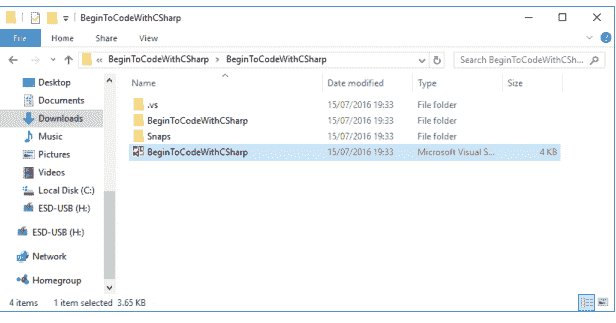 BeginToCodeWithCSharp
File Home Share View
« BeginToCodeWithCSharp › BeginToCodeWithCSharp Search BeginToCodeWithCSh...
Desktop
Documents
Downloads
Music
Pictures
Videos
Local Disk (C:)
ESD-USB (H:)
ESD-USB (H:)
Network
Homegroup
Name Date modified Type Size
.vs 15/07/2016 19:33 File folder
BeginToCodeWithCSharp 15/07/2016 19:33 File folder
Snaps 15/07/2016 19:33 File folder
BeginToCodeWithCSharp 15/07/2016 19:33 Microsoft Visual S... 4 KB
4 items 1 item selected 3.65 KB